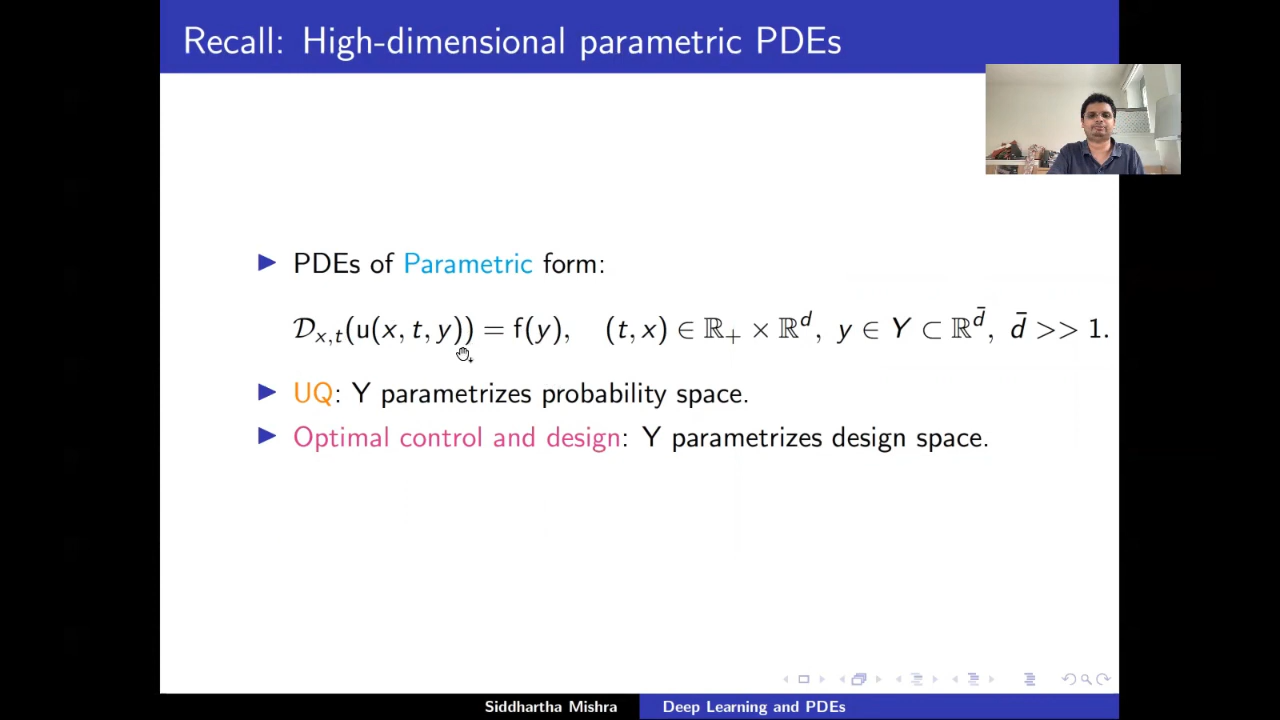 Recall: High-dimensional parametric PDEs
PDEs of Parametric form:
𝒟ₓ,ₜ(u(x, t, y)) = f(y), (t, x) ∈ ℝ₊ × ℝᵈ, y ∈ Y ⊂ ℝ^d̄, d̄ >> 1.
UQ: Y parametrizes probability space.
Optimal control and design: Y parametrizes design space.
Siddhartha Mishra
Deep Learning and PDEs